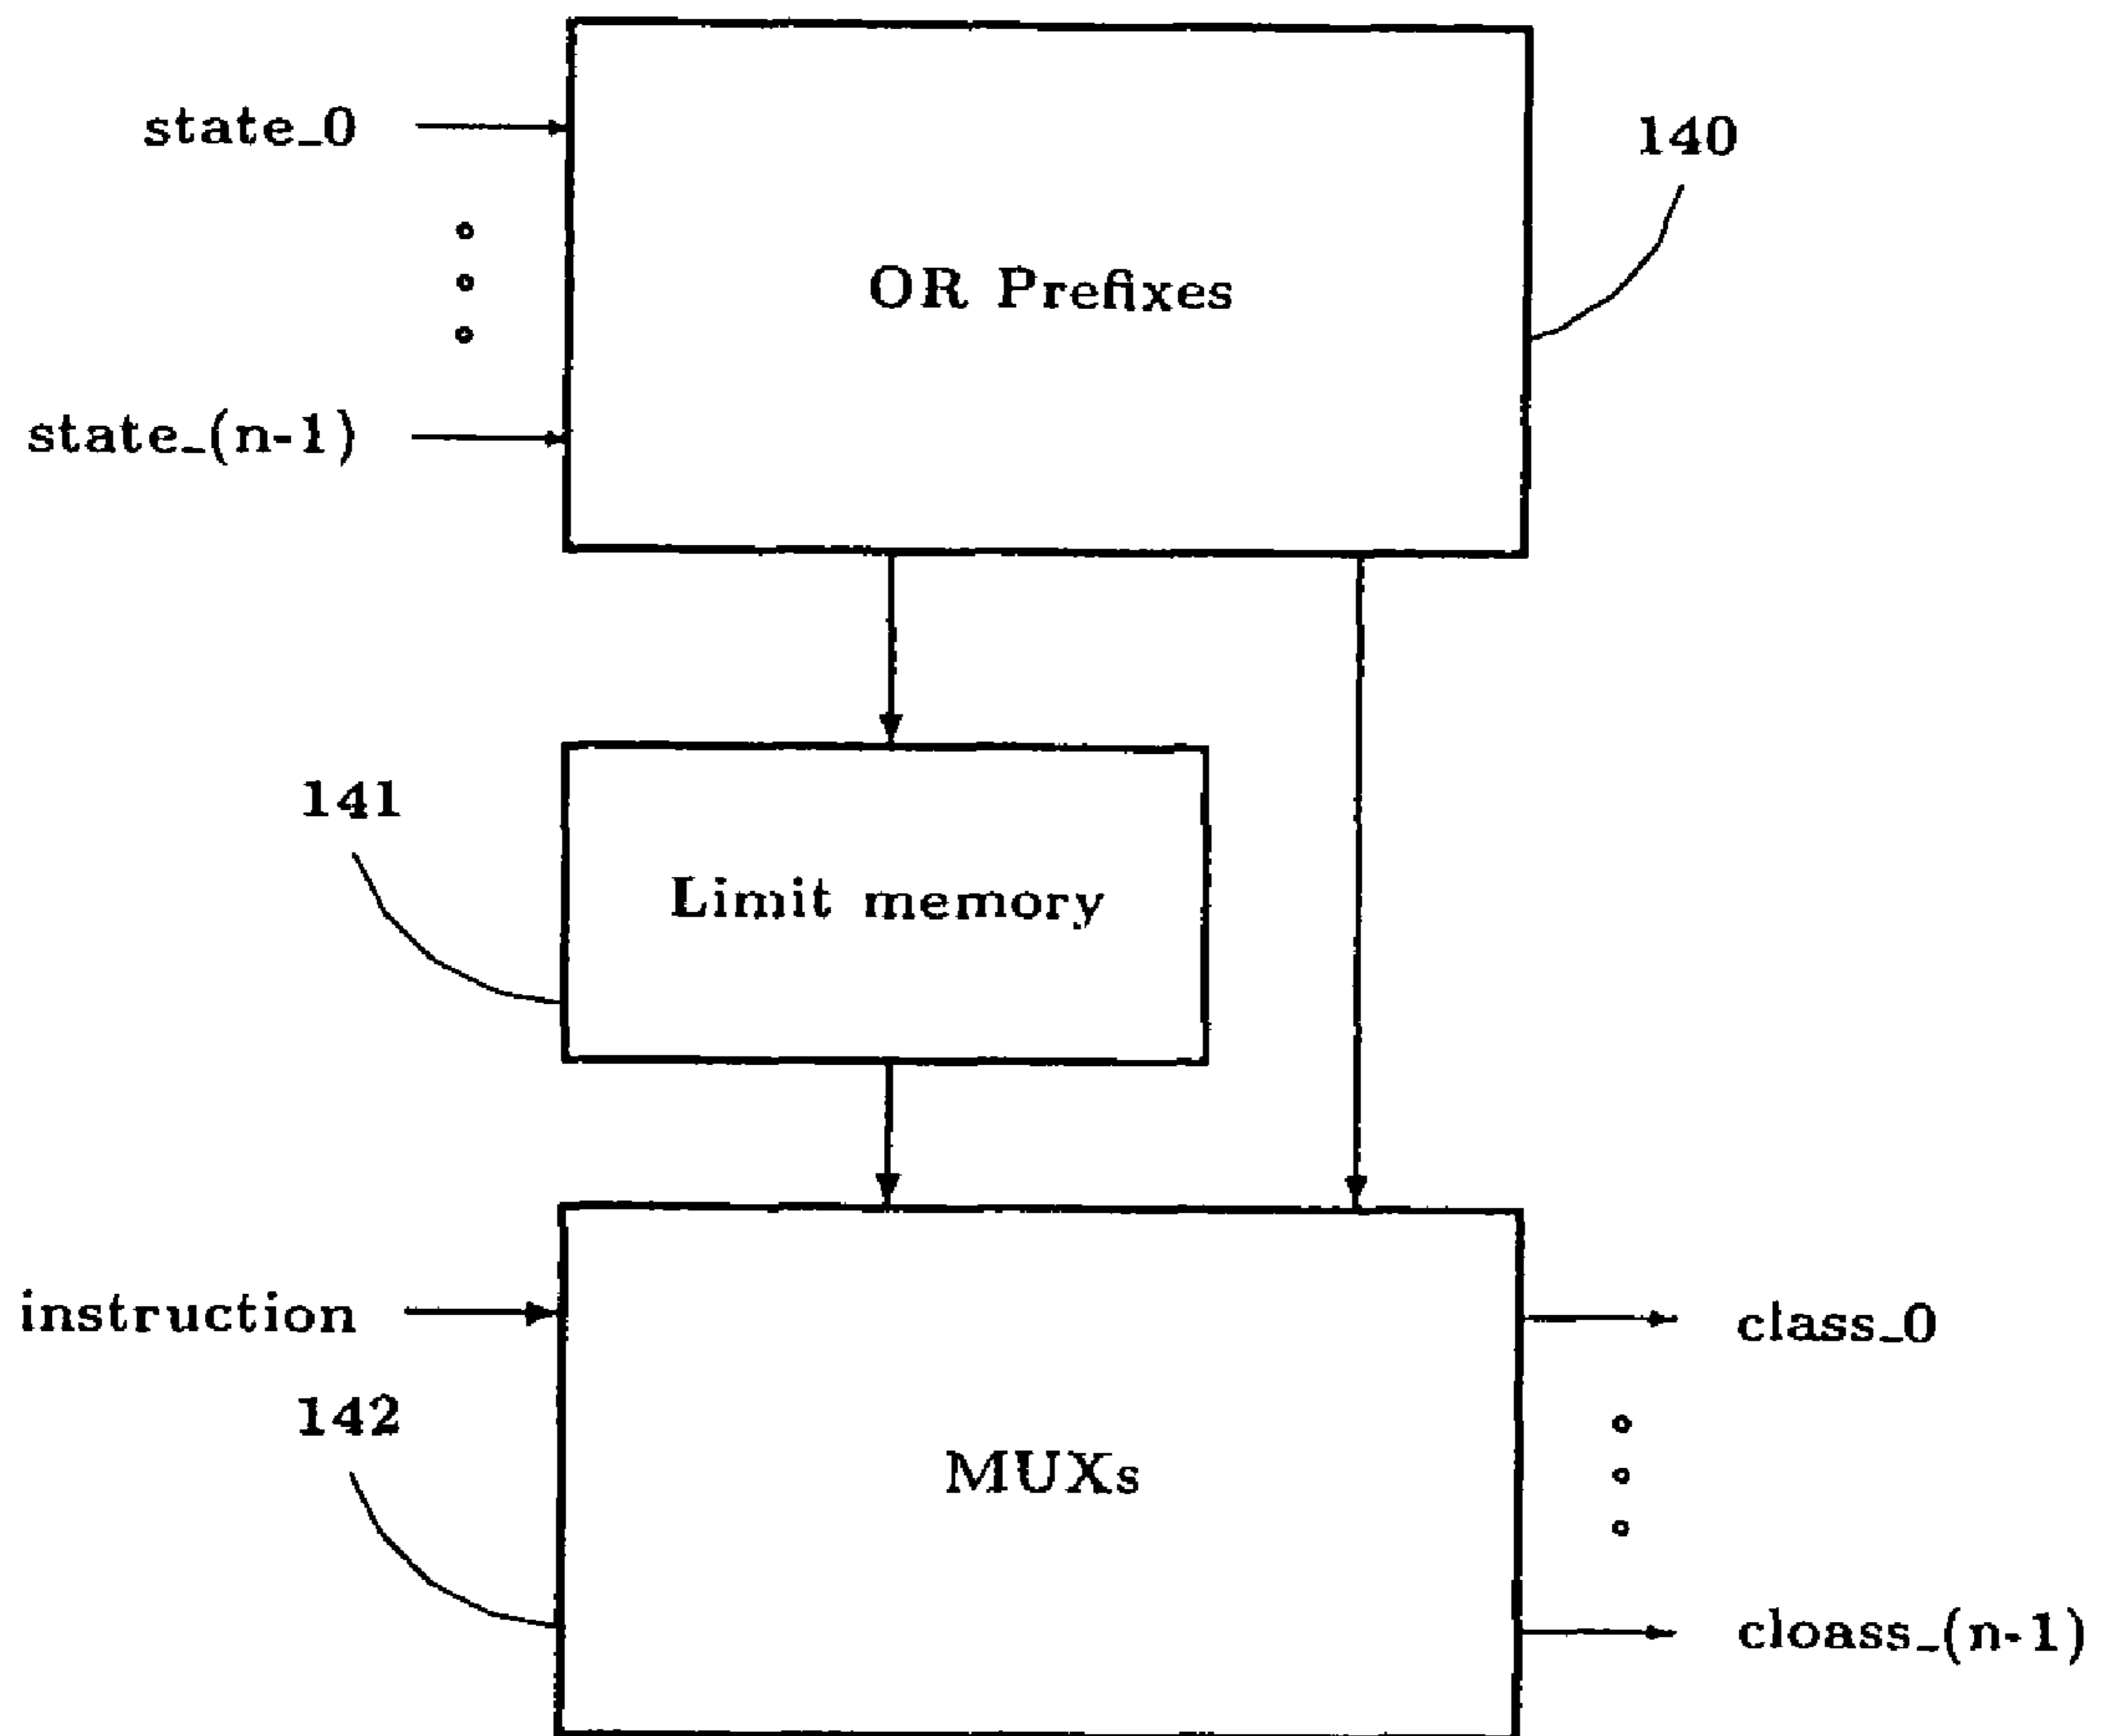 state_0
140
OR Prefixes
state_(n-1)
141
Limit memory
instruction
class_0
142
MUXs
cloass_(n-1)